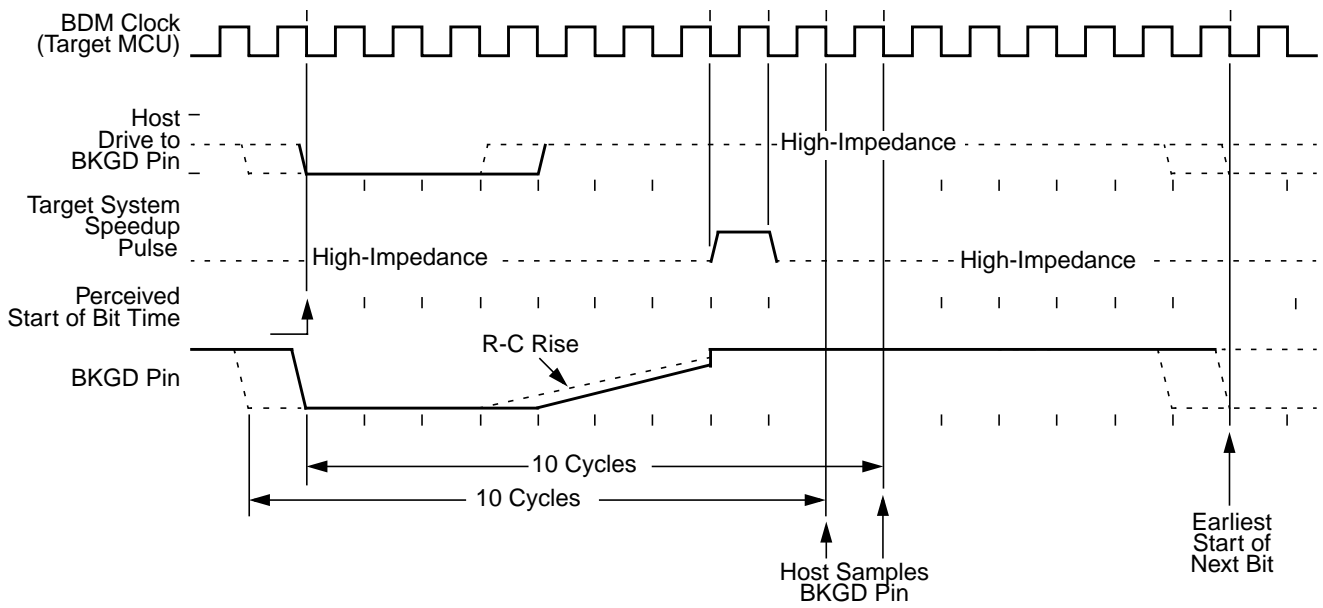 BDM Clock
(Target MCU)
Host
Drive to
BKGD Pin
High-Impedance
Target System
Speedup
Pulse
High-Impedance
High-Impedance
Perceived
Start of Bit Time
R-C Rise
BKGD Pin
10 Cycles
10 Cycles
Host Samples
BKGD Pin
Earliest
Start of
Next Bit